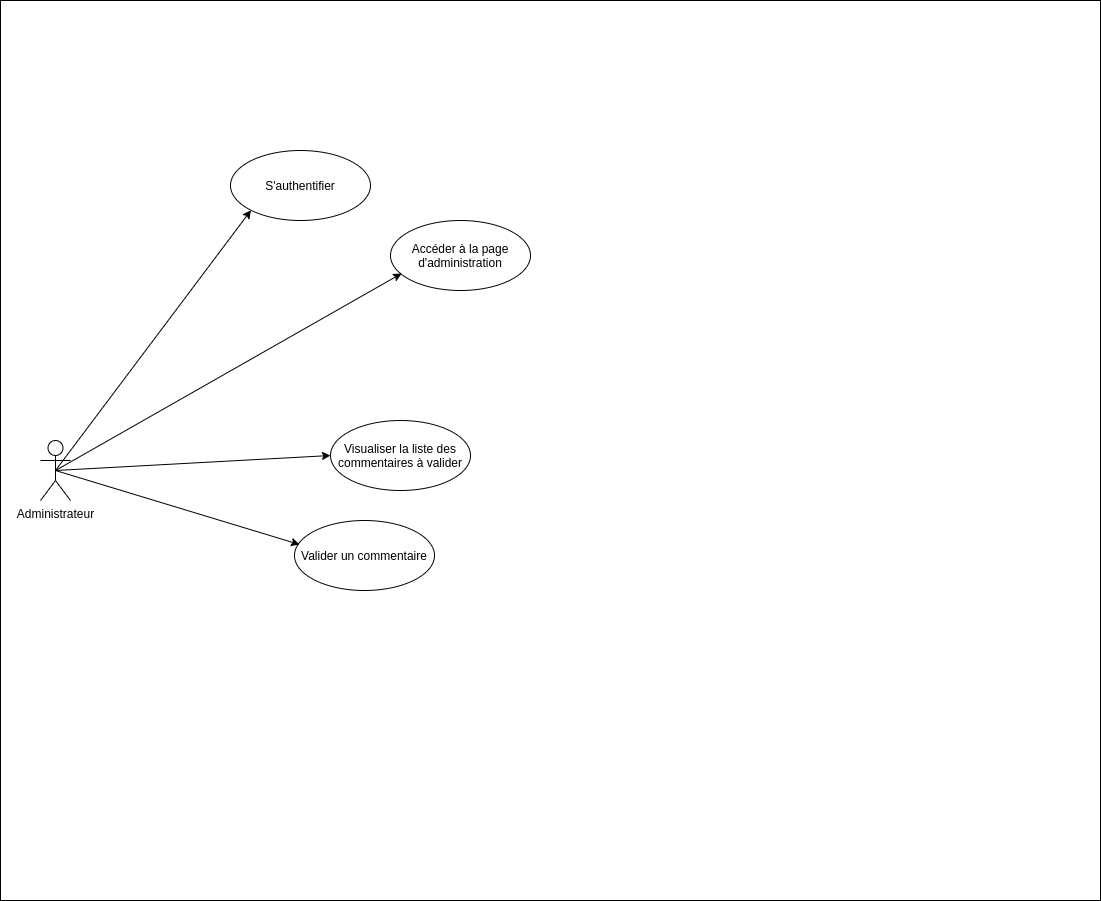 S'authentifier
Accéder à la page
d'administration
Visualiser la liste des
commentaires à valider
Administrateur
Valider un commentaire